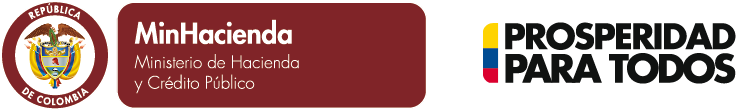 REPÚBLICA
DE COLOMBIA
MinHacienda
Ministerio de Hacienda
y Crédito Público
PROSPERIDAD
PARA TODOS